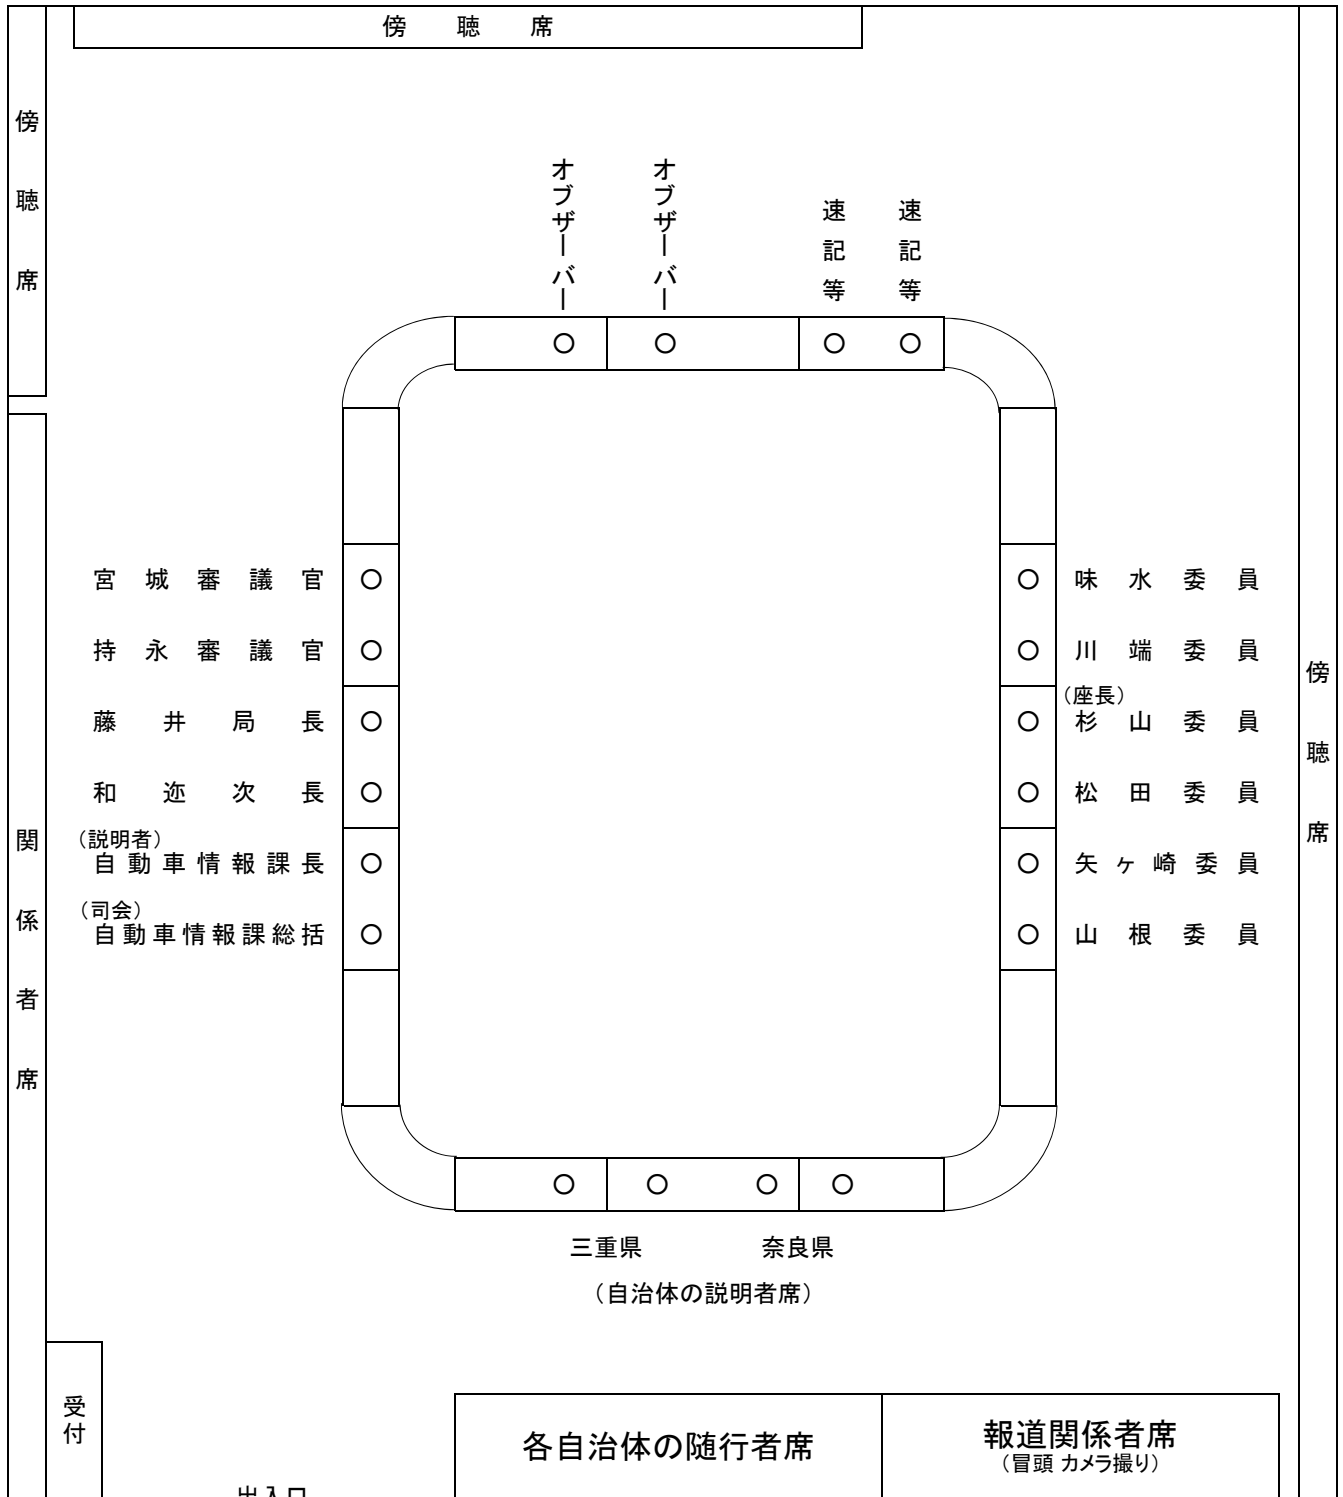 傍聴席
傍聴席
オブザーバー
オブザーバー
速記等
速記等
宮城審議官
味水委員
持永審議官
川端委員
(座長)
藤井局長
杉山委員
傍聴席
和迩次長
松田委員
(説明者)
自動車情報課長
矢ヶ崎委員
関係者席
(司会)
自動車情報課総括
山根委員
三重県
奈良県
(自治体の説明者席)
受付
各自治体の随行者席
報道関係者席
(冒頭 カメラ撮り)
出入口